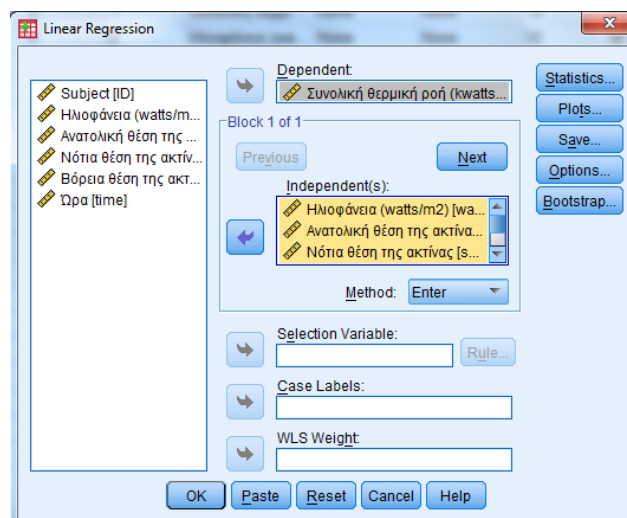 Linear Regression
Subject [ID]
Ηλιοφάνεια (watts/m...
Ανατολική θέση της ...
Νότια θέση της ακτίν...
Βόρεια θέση της ακτ...
Ώρα [time]
Dependent:
Συνολική θερμική ροή (kwatts...
Block 1 of 1
Previous
Next
Independent(s):
Ηλιοφάνεια (watts/m2) [wa...
Ανατολική θέση της ακτίνα...
Νότια θέση της ακτίνας [s...
Method: Enter
Selection Variable:
Rule...
Case Labels:
WLS Weight:
Statistics...
Plots...
Save...
Options...
Bootstrap...
OK Paste Reset Cancel Help